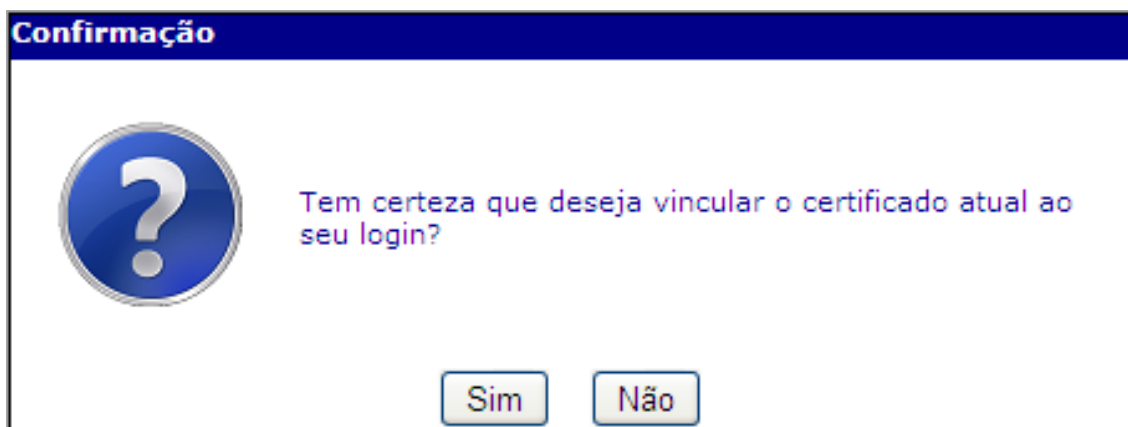 Confirmação
Tem certeza que deseja vincular o certificado atual ao
seu login?
Sim Não